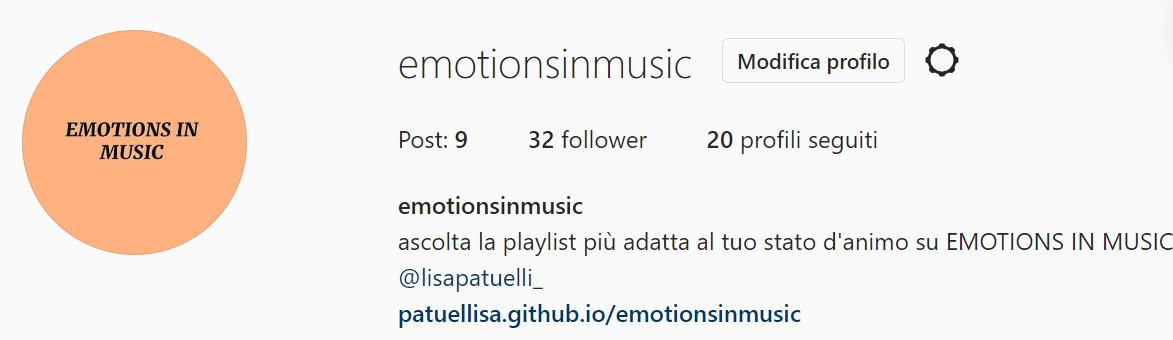 EMOTIONS IN
MUSIC
emotionsinmusic
Modifica profilo
Post: 9
32 follower
20 profili seguiti
emotionsinmusic
ascolta la playlist più adatta al tuo stato d'animo su EMOTIONS IN MUSIC
@lisapatuelli_
patuellisa.github.io/emotionsinmusic